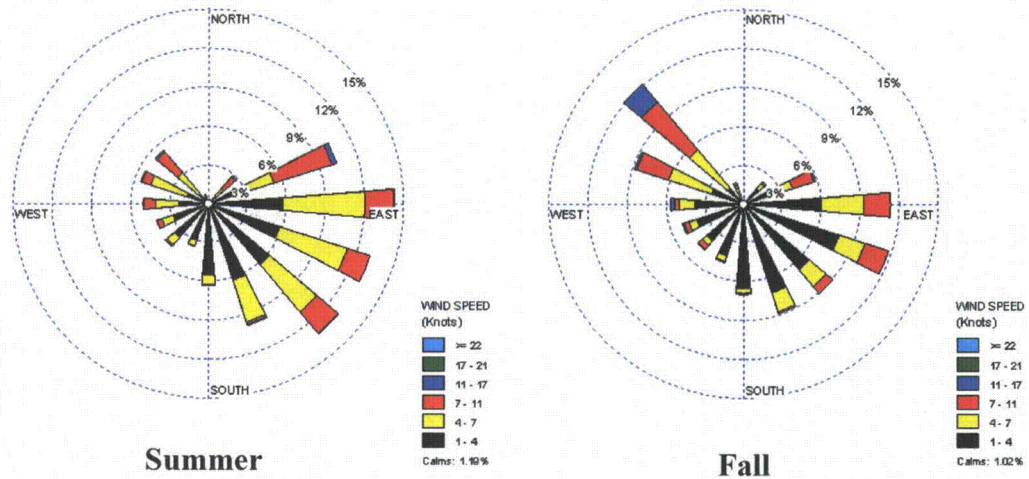 NORTH
15%
12%
9%
6%
3%
WEST
EAST
SOUTH
WIND SPEED
(Knots)
>= 22
17 - 21
11 - 17
7 - 11
4 - 7
1 - 4
Calms: 1.19%
Summer
NORTH
15%
12%
9%
6%
3%
WEST
EAST
SOUTH
WIND SPEED
(Knots)
>= 22
17 - 21
11 - 17
7 - 11
4 - 7
1 - 4
Calms: 1.02%
Fall